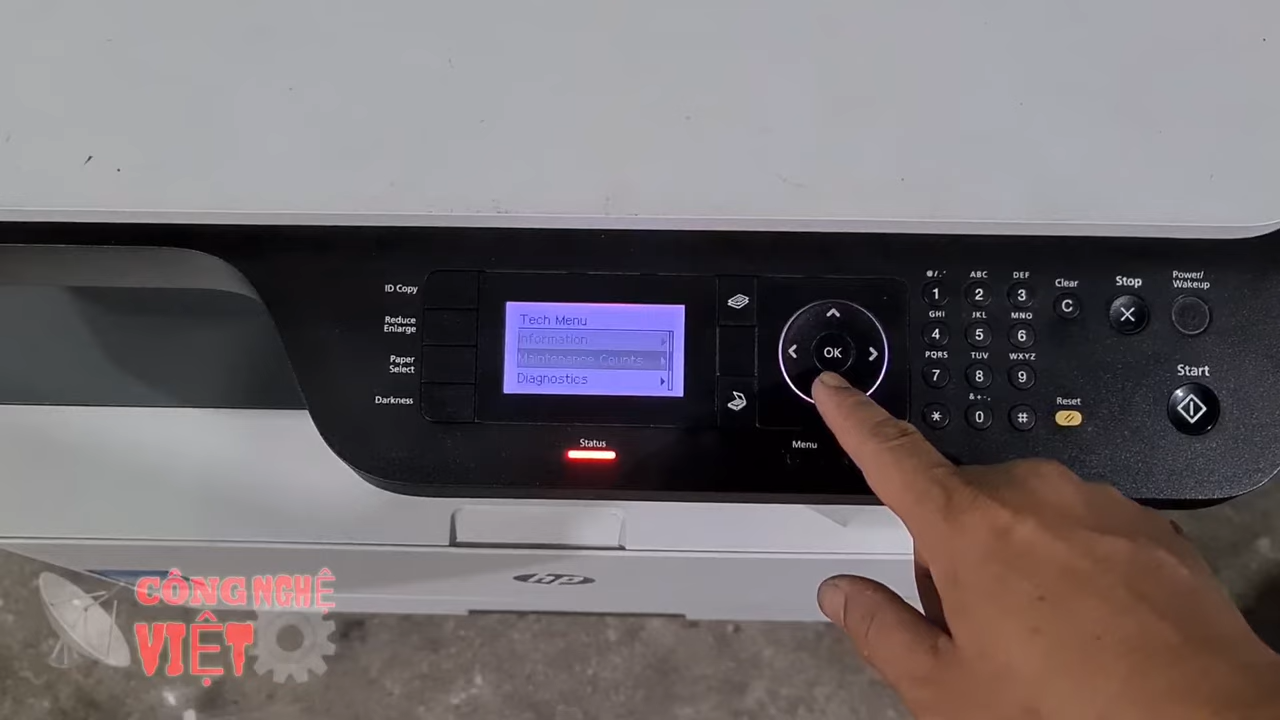 ID Copy
Reduce
Enlarge
Paper
Select
Darkness
Tech Menu
Information
Maintenance Counts
Diagnostics
Status
OK
Menu
@/.
ABC
DEF
1
2
3
GHI
JKL
MNO
4
5
6
PQRS
TUV
WXYZ
7
8
9
&+-,
*
0
#
Clear
C
Stop
Power/
Wakeup
Reset
Start
hp
CÔNG NGHỆ
VIỆT